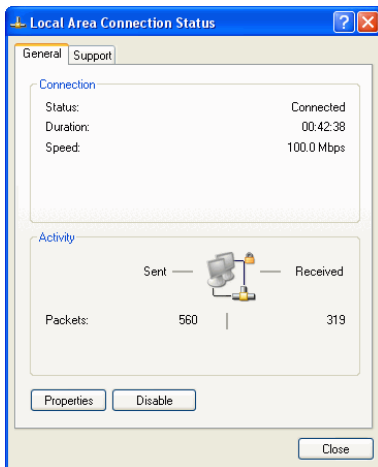 Local Area Connection Status
General Support
Connection
Status: Connected
Duration: 00:42:38
Speed: 100.0 Mbps
Activity
Sent Received
Packets: 560 319
Properties Disable
Close